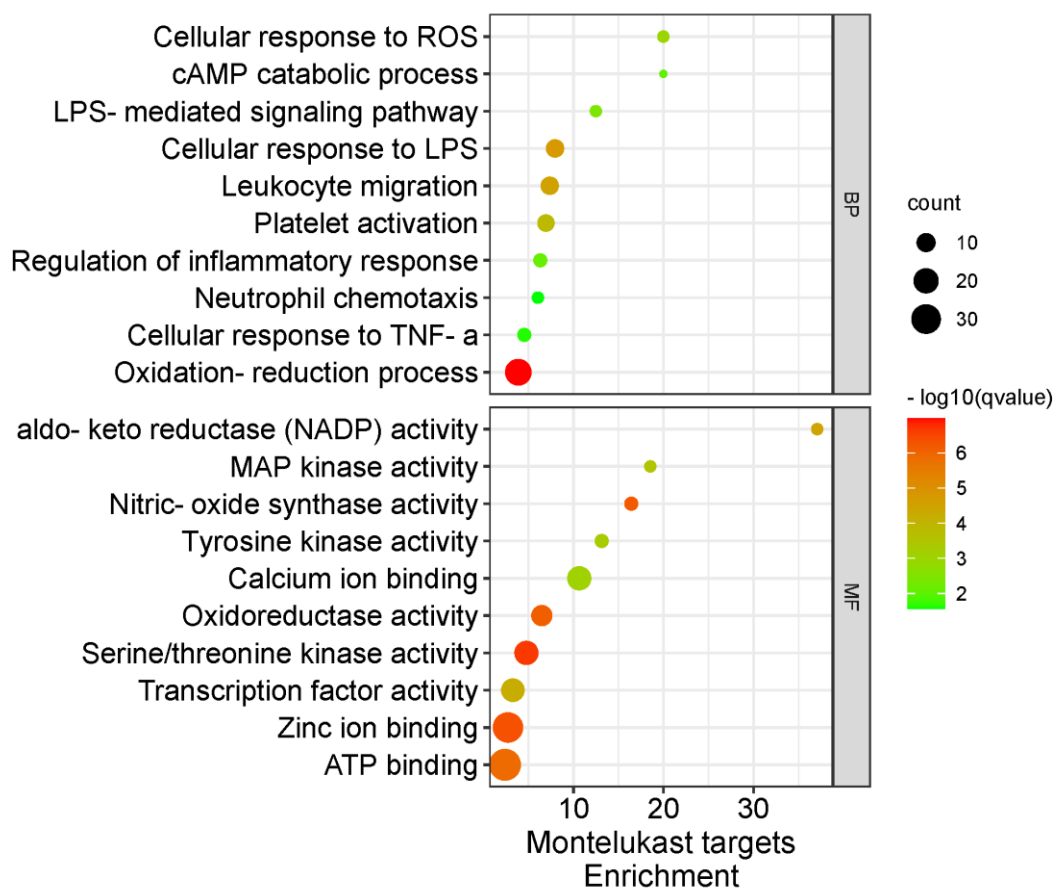 Cellular response to ROS
cAMP catabolic process
LPS- mediated signaling pathway
Cellular response to LPS
Leukocyte migration
Platelet activation
Regulation of inflammatory response
Neutrophil chemotaxis
Cellular response to TNF- a
Oxidation- reduction process
BP
aldo- keto reductase (NADP) activity
MAP kinase activity
Nitric- oxide synthase activity
Tyrosine kinase activity
Calcium ion binding
Oxidoreductase activity
Serine/threonine kinase activity
Transcription factor activity
Zinc ion binding
ATP binding
MF
10 20 30
Montelukast targets
Enrichment
count
10
20
30
- log10(qvalue)
6
5
4
3
2